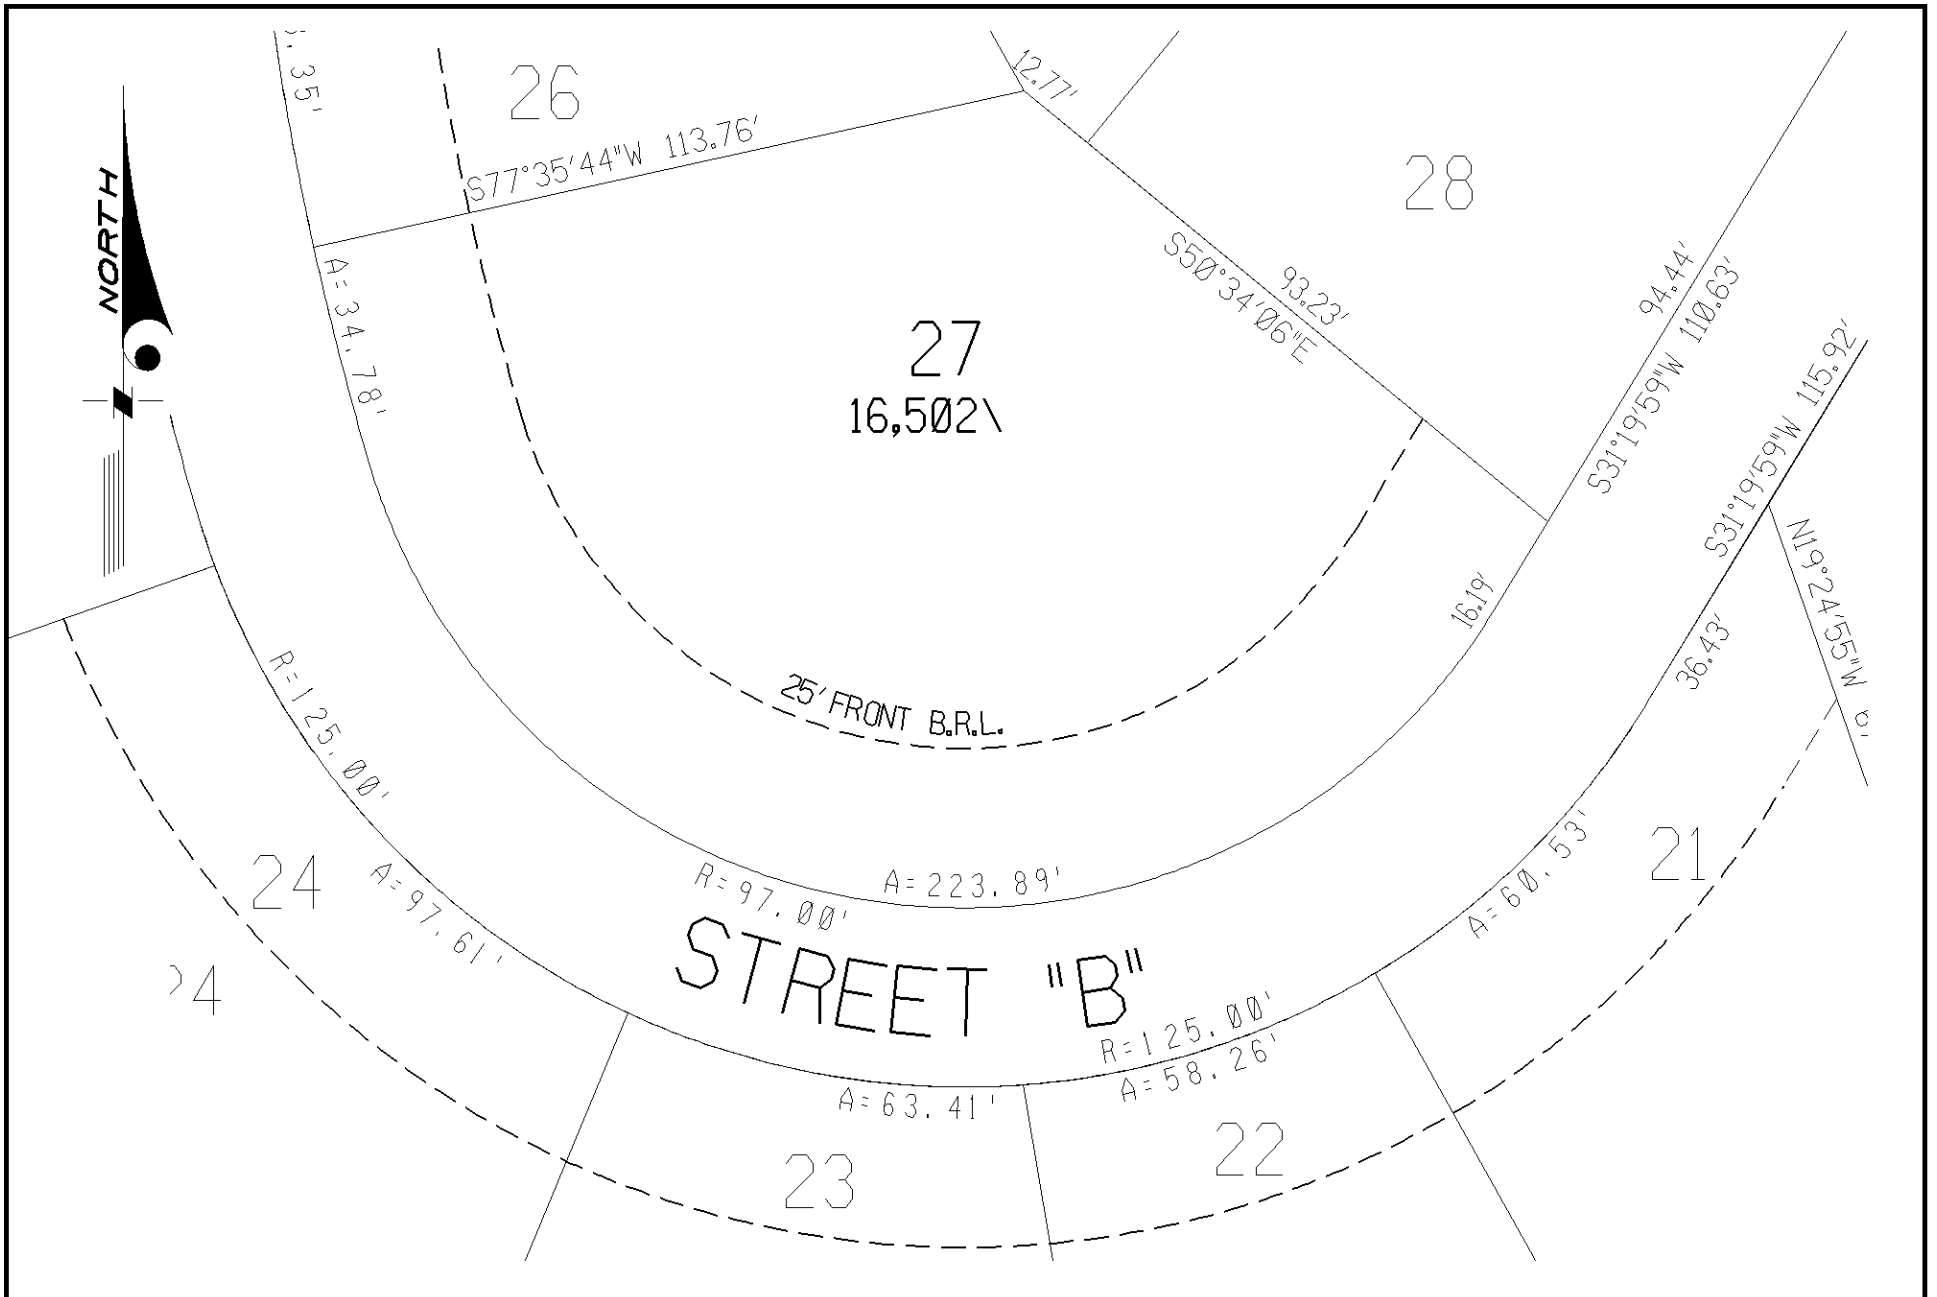 35'
26
12.77'
S77°35'44"W 113.76'
28
NORTH
A=34.78'
S50°34'06"E
93.23'
94.44'
S31°19'59"W 110.63'
27
16,502\
S31°19'59"W 115.92'
N19°24'55"W
16.19'
36.43'
R=125.00'
25' FRONT B.R.L.
24
A=97.61'
R=97.00'
A=223.89'
A=60.53'
21
STREET "B"
24
R=125.00'
A=58.26'
A=63.41'
23
22